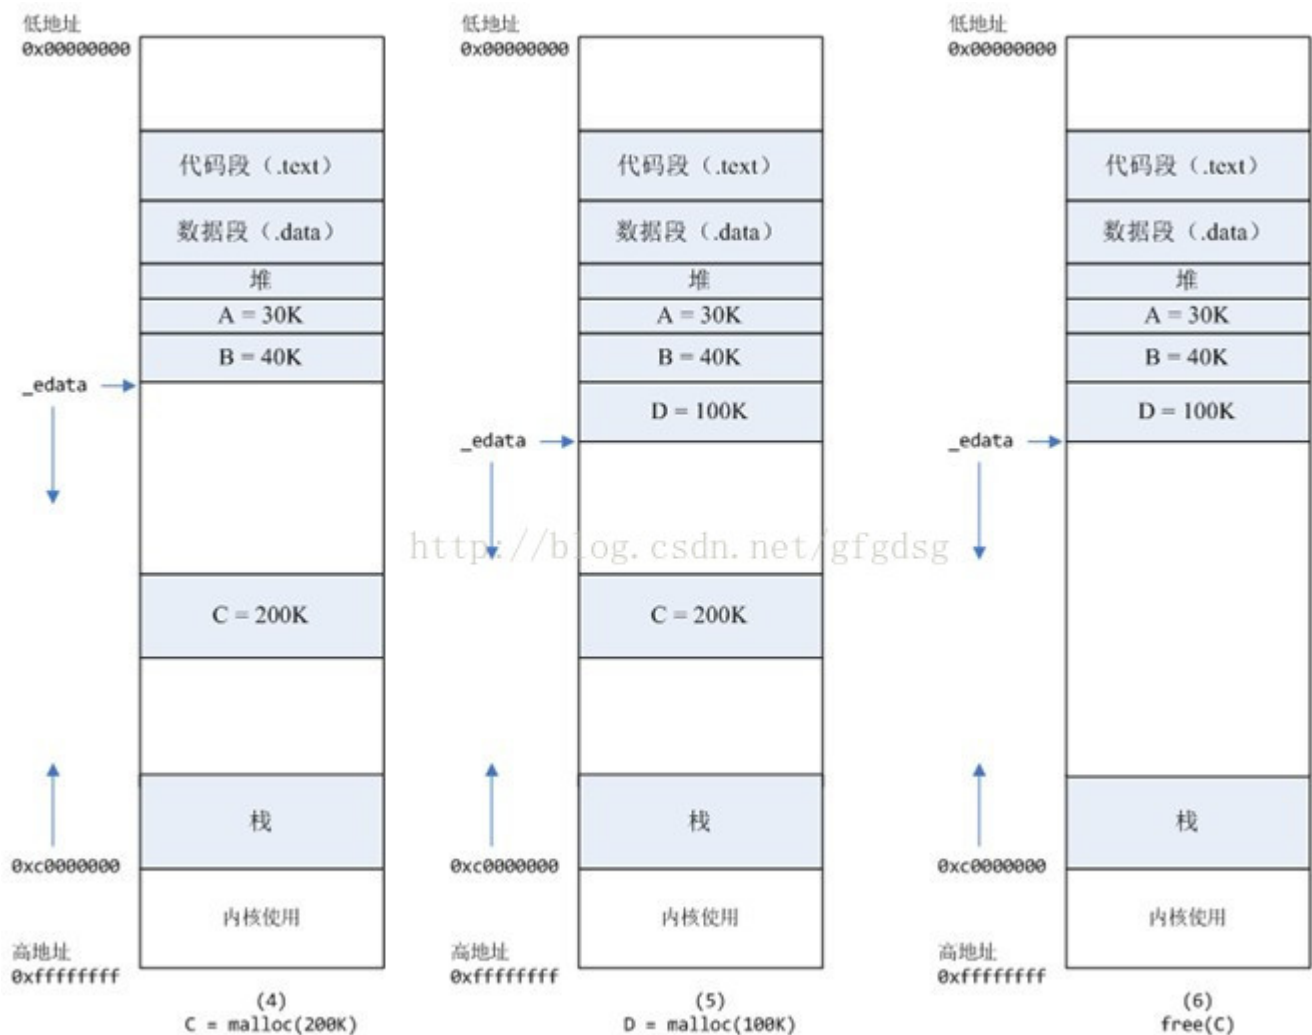 低地址
0x00000000
代码段（.text）
数据段（.data）
堆
A = 30K
B = 40K
_edata
C = 200K
栈
0xc0000000
内核使用
高地址
0xffffffff
(4)
C = malloc(200K)
低地址
0x00000000
代码段（.text）
数据段（.data）
堆
A = 30K
B = 40K
D = 100K
_edata
http://blog.csdn.net/gfgdsg
C = 200K
栈
0xc0000000
内核使用
高地址
0xffffffff
(5)
D = malloc(100K)
低地址
0x00000000
代码段（.text）
数据段（.data）
堆
A = 30K
B = 40K
D = 100K
_edata
栈
0xc0000000
内核使用
高地址
0xffffffff
(6)
free(C)